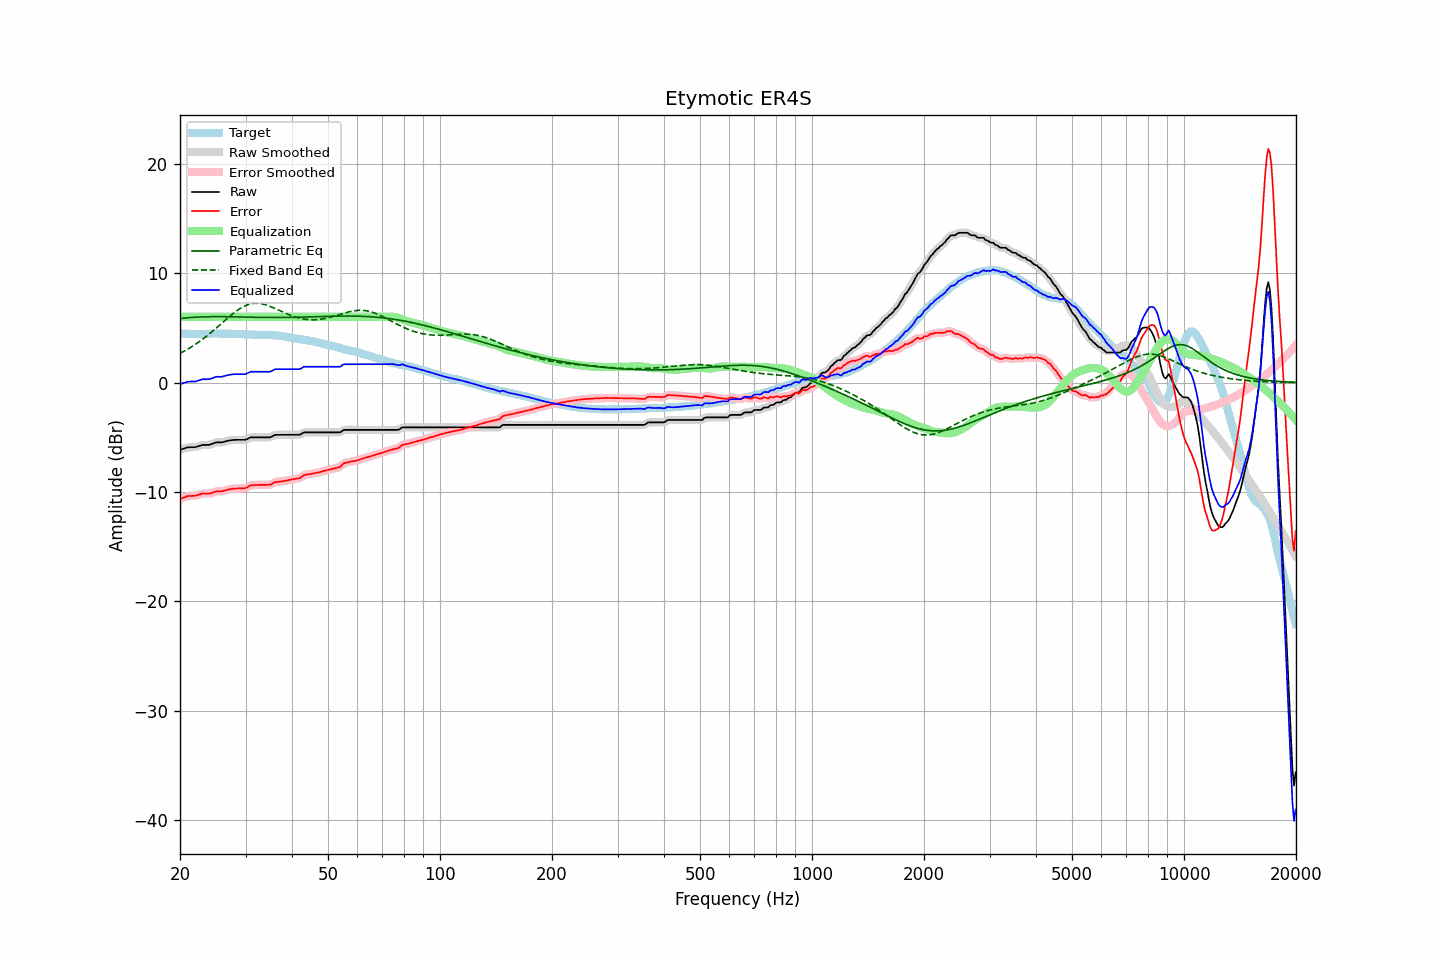 Etymotic ER4S
Target
Raw Smoothed
Error Smoothed
Raw
Error
Equalization
Parametric Eq
Fixed Band Eq
Equalized
20
10
0
−10
−20
−30
−40
Amplitude (dBr)
20 50 100 200 500 1000 2000 5000 10000 20000
Frequency (Hz)